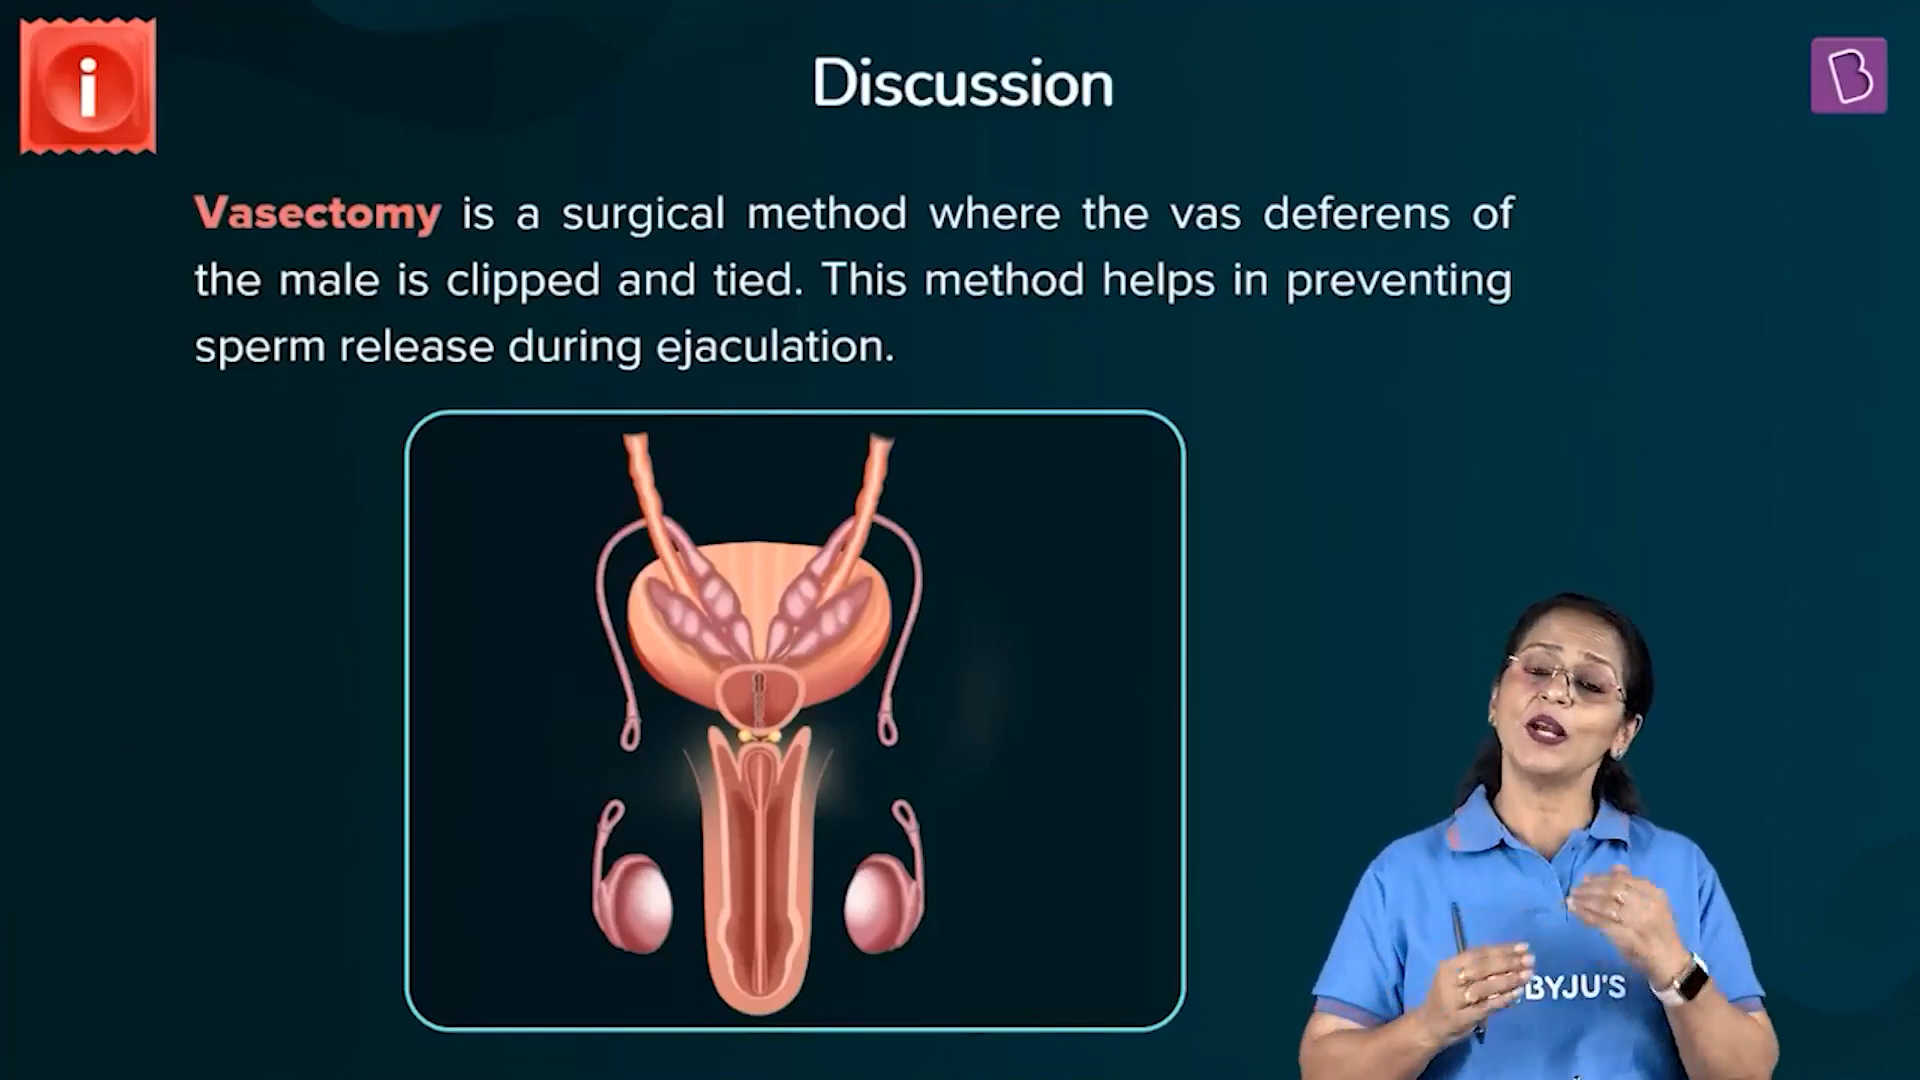 i
Discussion
B
Vasectomy is a surgical method where the vas deferens of
the male is clipped and tied. This method helps in preventing
sperm release during ejaculation.
BYJU'S